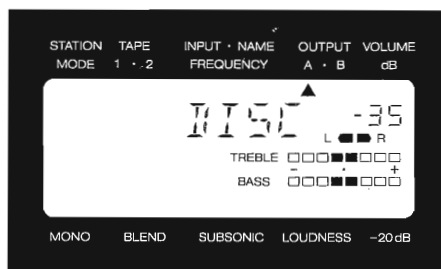 STATION TAPE INPUT · NAME OUTPUT VOLUME
MODE 1 · 2 FREQUENCY A · B dB
DISC -35
L R
TREBLE
- · +
BASS
MONO BLEND SUBSONIC LOUDNESS -20dB